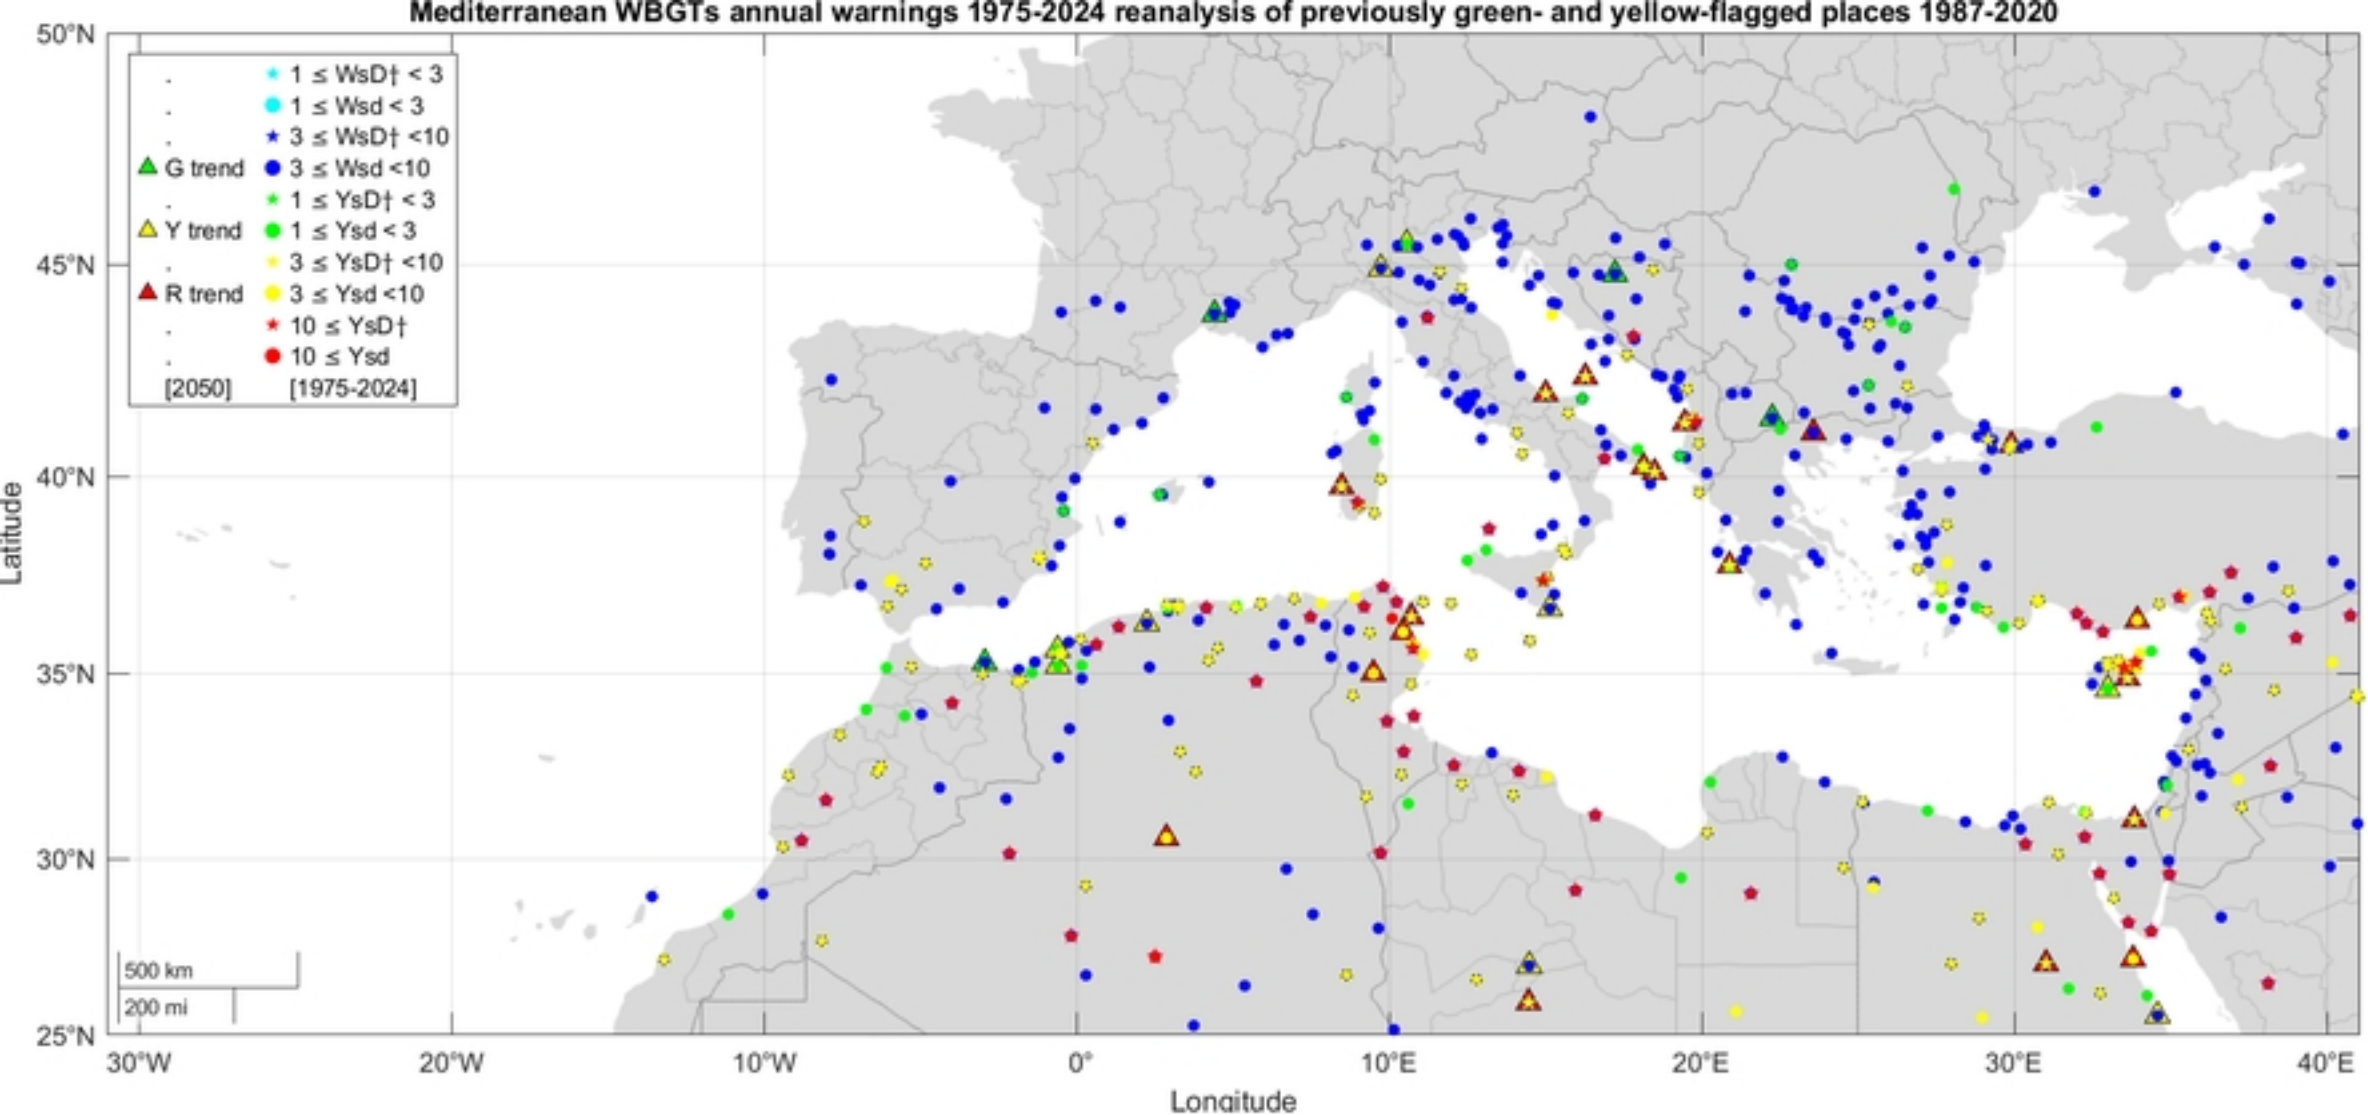 Mediterranean WBGTs annual warnings 1975-2024 reanalysis of previously green- and yellow-flagged places 1987-2020
50°N
45°N
40°N
35°N
30°N
25°N
Latitude
. 1 ≤ WsD† < 3
. 1 ≤ Wsd < 3
. 3 ≤ WsD† <10
G trend 3 ≤ Wsd <10
. 1 ≤ YsD† < 3
Y trend 1 ≤ Ysd < 3
. 3 ≤ YsD† <10
R trend 3 ≤ Ysd <10
. 10 ≤ YsD†
. 10 ≤ Ysd
[2050] [1975-2024]
500 km
200 mi
30°W 20°W 10°W 0° 10°E 20°E 30°E 40°E
Longitude